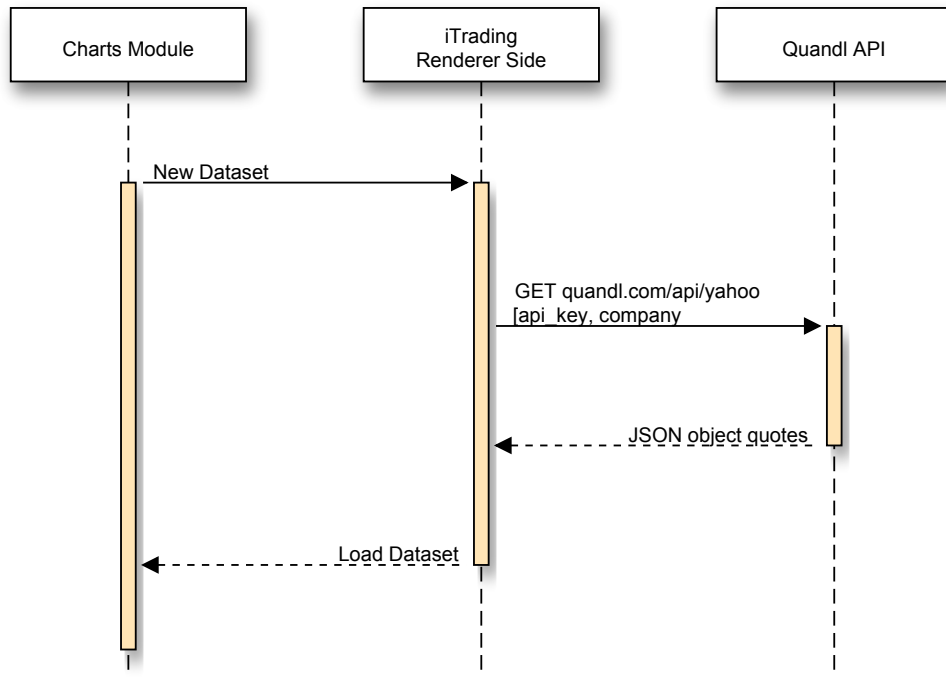 Charts Module
iTrading
Renderer Side
Quandl API
New Dataset
GET quandl.com/api/yahoo
[api_key, company
JSON object quotes
Load Dataset